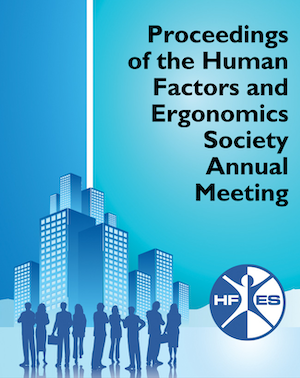 Proceedings
of the Human
Factors and
Ergonomics
Society
Annual
Meeting
HF ES